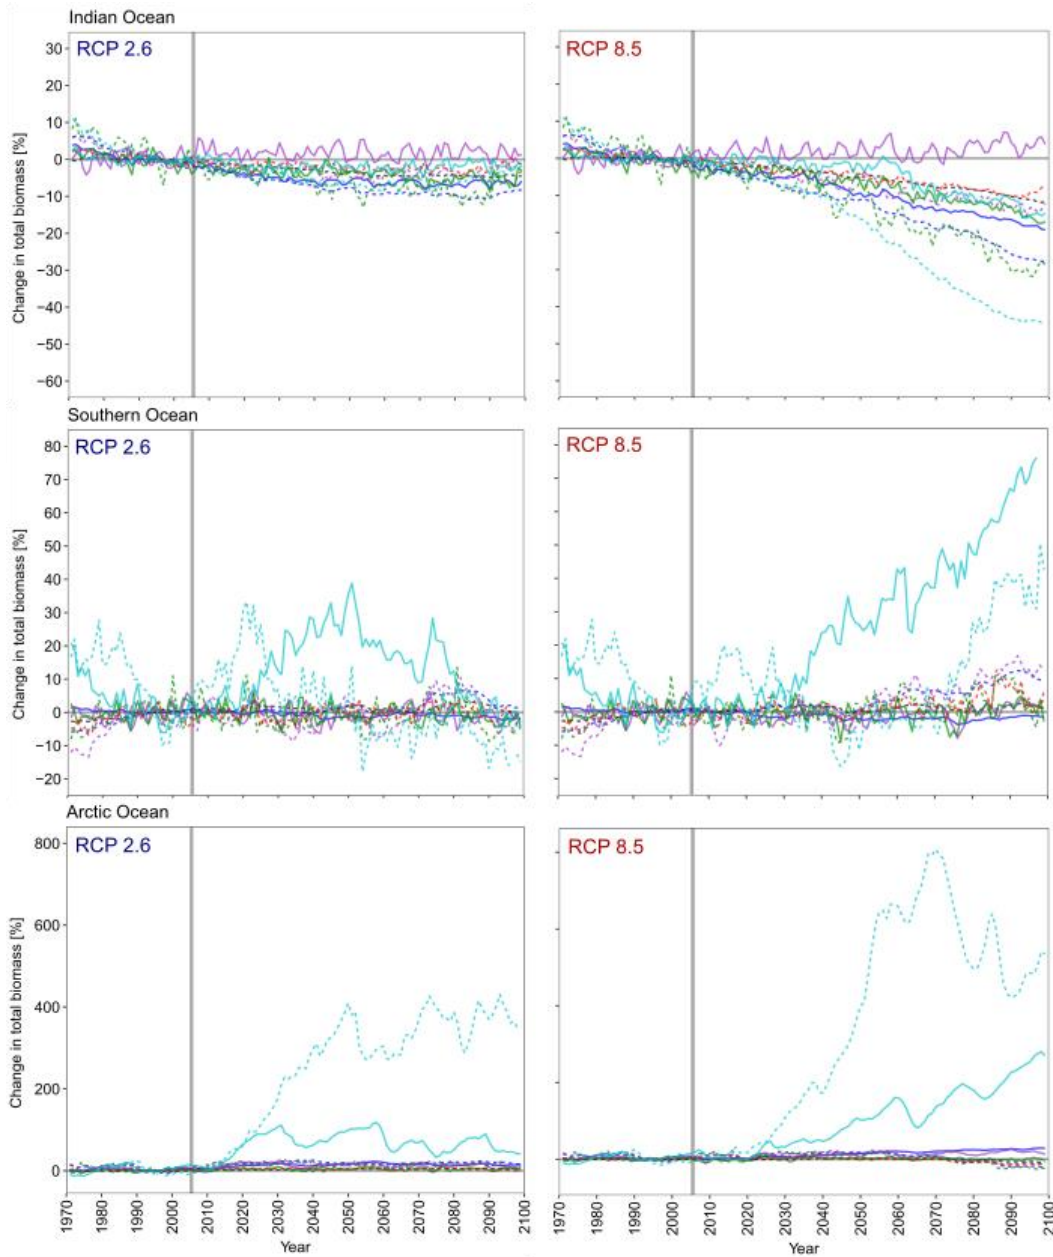 Indian Ocean
RCP 2.6
RCP 8.5
Change in total biomass [%]
30
20
10
0
−10
−20
−30
−40
−50
−60
Southern Ocean
RCP 2.6
RCP 8.5
Change in total biomass [%]
80
70
60
50
40
30
20
10
0
−10
−20
Arctic Ocean
RCP 2.6
RCP 8.5
Change in total biomass [%]
800
600
400
200
0
1970 1980 1990 2000 2010 2020 2030 2040 2050 2060 2070 2080 2090 2100
1970 1980 1990 2000 2010 2020 2030 2040 2050 2060 2070 2080 2090 2100
Year
Year